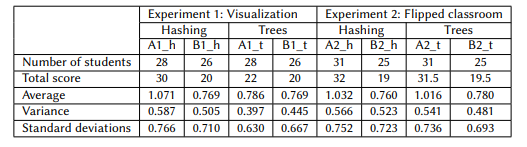 Experiment 1: Visualization Experiment 2: Flipped classroom
Hashing Trees Hashing Trees
A1_h B1_h A1_t B1_t A2_h B2_h A2_t B2_t
Number of students 28 26 28 26 31 25 31 25
Total score 30 20 22 20 32 19 31.5 19.5
Average 1.071 0.769 0.786 0.769 1.032 0.760 1.016 0.780
Variance 0.587 0.505 0.397 0.445 0.566 0.523 0.541 0.481
Standard deviations 0.766 0.710 0.630 0.667 0.752 0.723 0.736 0.693